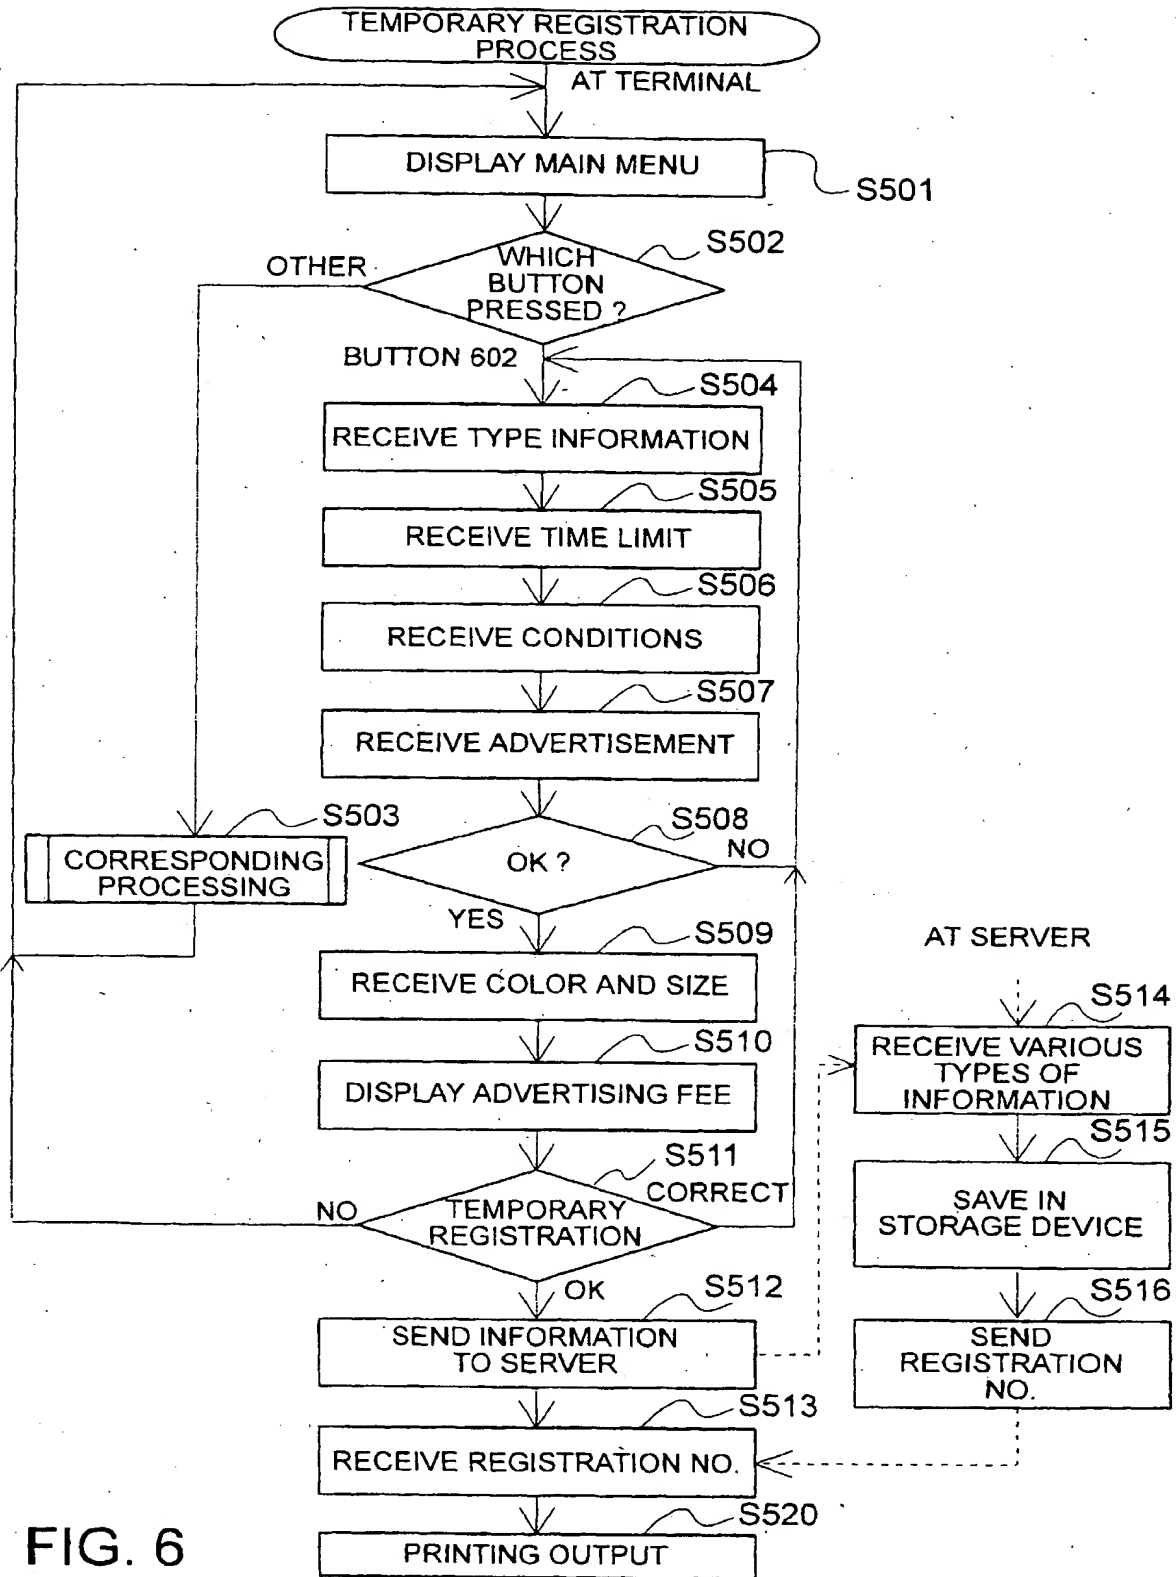 TEMPORARY REGISTRATION
PROCESS
AT TERMINAL
DISPLAY MAIN MENU
S501
S502
WHICH
BUTTON
PRESSED ?
OTHER
BUTTON 602
S504
RECEIVE TYPE INFORMATION
S505
RECEIVE TIME LIMIT
S506
RECEIVE CONDITIONS
S507
RECEIVE ADVERTISEMENT
S503
CORRESPONDING
PROCESSING
S508
OK ?
NO
YES
S509
RECEIVE COLOR AND SIZE
S510
DISPLAY ADVERTISING FEE
S511
TEMPORARY
REGISTRATION
NO
CORRECT
OK
S512
SEND INFORMATION
TO SERVER
S513
RECEIVE REGISTRATION NO.
S520
PRINTING OUTPUT
AT SERVER
S514
RECEIVE VARIOUS
TYPES OF
INFORMATION
S515
SAVE IN
STORAGE DEVICE
S516
SEND
REGISTRATION
NO.
FIG. 6